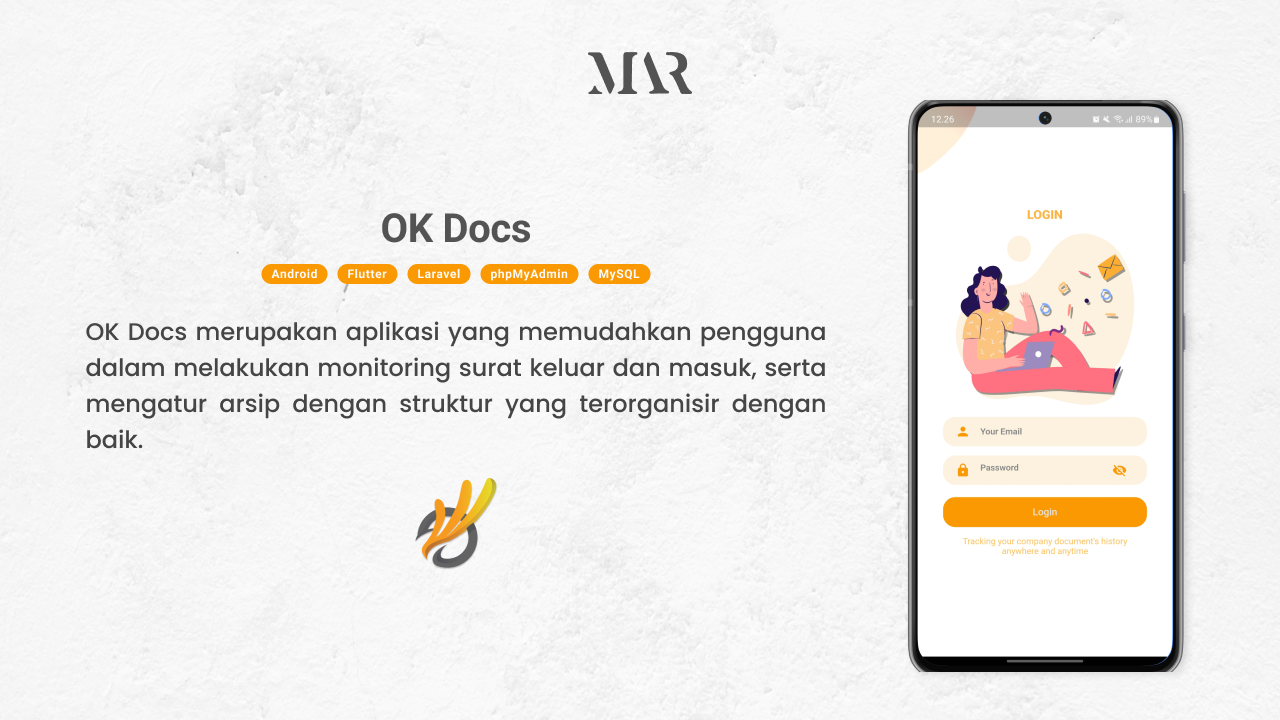 MAR
OK Docs
Android Flutter Laravel phpMyAdmin MySQL
OK Docs merupakan aplikasi yang memudahkan pengguna
dalam melakukan monitoring surat keluar dan masuk, serta
mengatur arsip dengan struktur yang terorganisir dengan
baik.
12.26 89%
LOGIN
Your Email
Password
Login
Tracking your company document's history
anywhere and anytime